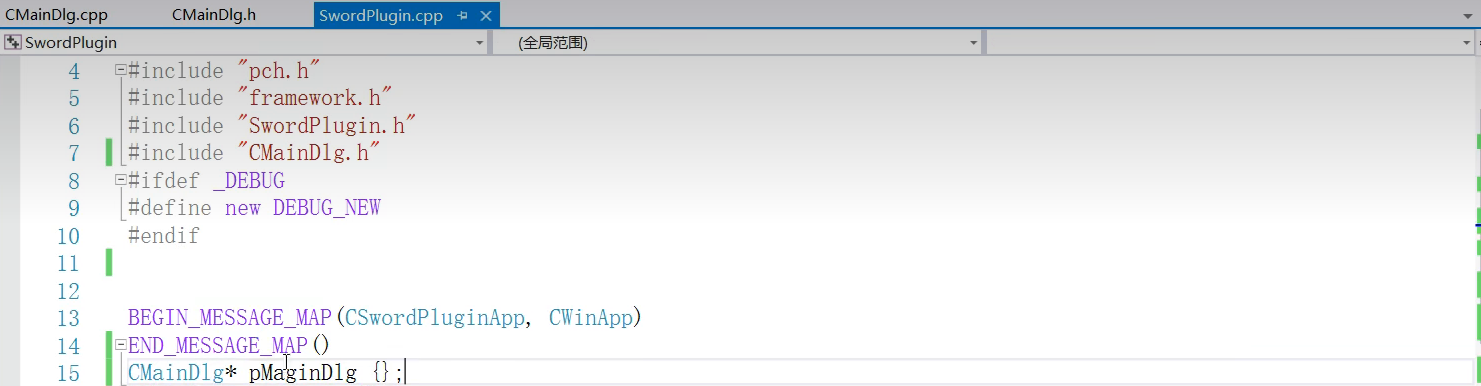 CMainDlg.cpp CMainDlg.h SwordPlugin.cpp
SwordPlugin (全局范围)
4 #include "pch.h"
5 #include "framework.h"
6 #include "SwordPlugin.h"
7 #include "CMainDlg.h"
8 #ifdef _DEBUG
9 #define new DEBUG_NEW
10 #endif
11
12
13 BEGIN_MESSAGE_MAP(CSwordPluginApp, CWinApp)
14 END_MESSAGE_MAP()
15 CMainDlg* pMaginDlg {};